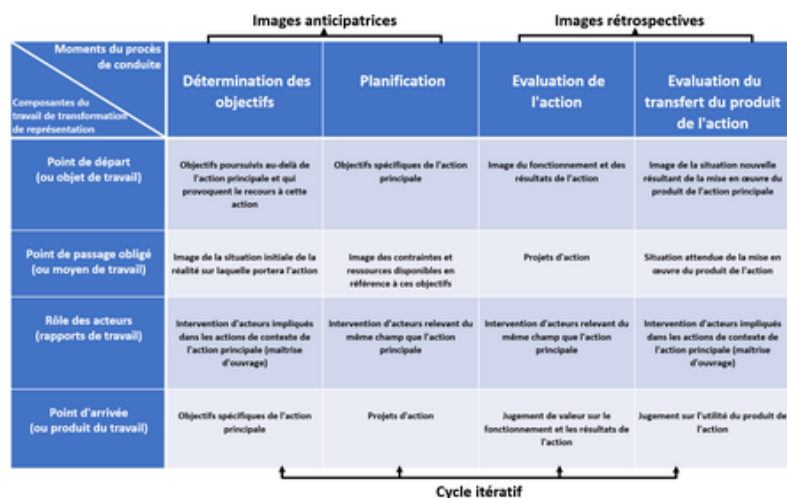 Images anticipatrices
Images rétrospectives
Moments du procès
de conduite
Composantes du
travail de transformation
de représentation
Détermination des
objectifs
Planification
Evaluation de
l'action
Evaluation du
transfert du produit
de l'action
Point de départ
(ou objet de travail)
Objectifs poursuivis au-delà de
l'action principale et qui
provoquent le recours à cette
action
Objectifs spécifiques de l'action
principale
Image du fonctionnement et des
résultats de l'action
Image de la situation nouvelle
résultant de la mise en œuvre du
produit de l'action principale
Point de passage obligé
(ou moyen de travail)
Image de la situation initiale de la
réalité sur laquelle portera l'action
Image des contraintes et
ressources disponibles en
référence à ces objectifs
Projets d'action
Situation attendue de la mise en
œuvre du produit de l'action
Rôle des acteurs
(rapports de travail)
Intervention d'acteurs impliqués
dans les actions de contexte de
l'action principale (maîtrise
d'ouvrage)
Intervention d'acteurs relevant du
même champ que l'action
principale
Intervention d'acteurs relevant du
même champ que l'action
principale
Intervention d'acteurs impliqués
dans les actions de contexte de
l'action principale (maîtrise
d'ouvrage)
Point d'arrivée
(ou produit du travail)
Objectifs spécifiques de l'action
principale
Projets d'action
Jugement de valeur sur le
fonctionnement et les résultats de
l'action
Jugement sur l'utilité du produit de
l'action
Cycle itératif